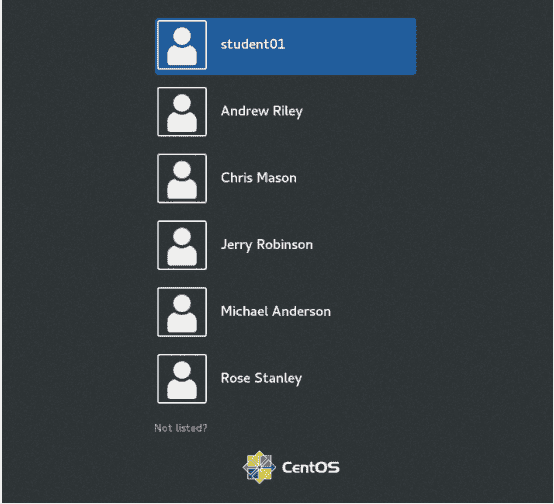 student01
Andrew Riley
Chris Mason
Jerry Robinson
Michael Anderson
Rose Stanley
Not listed?
CentOS